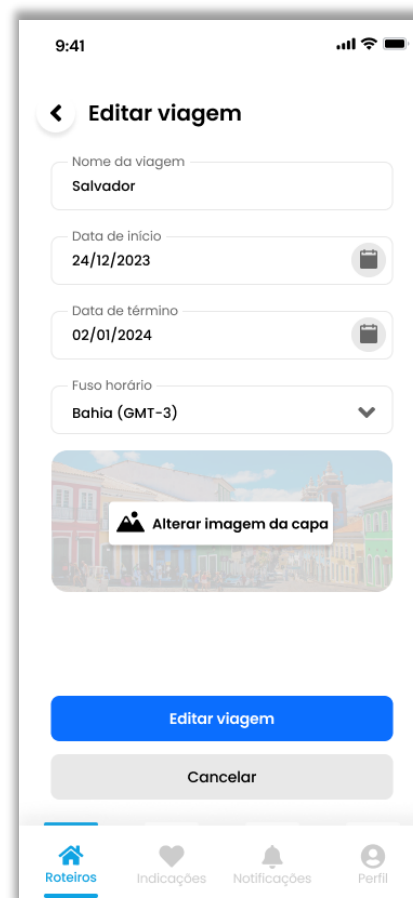 9:41
Editar viagem
Nome da viagem
Salvador
Data de início
24/12/2023
Data de término
02/01/2024
Fuso horário
Bahia (GMT-3)
Alterar imagem da capa
Editar viagem
Cancelar
Roteiros Indicações Notificações Perfil